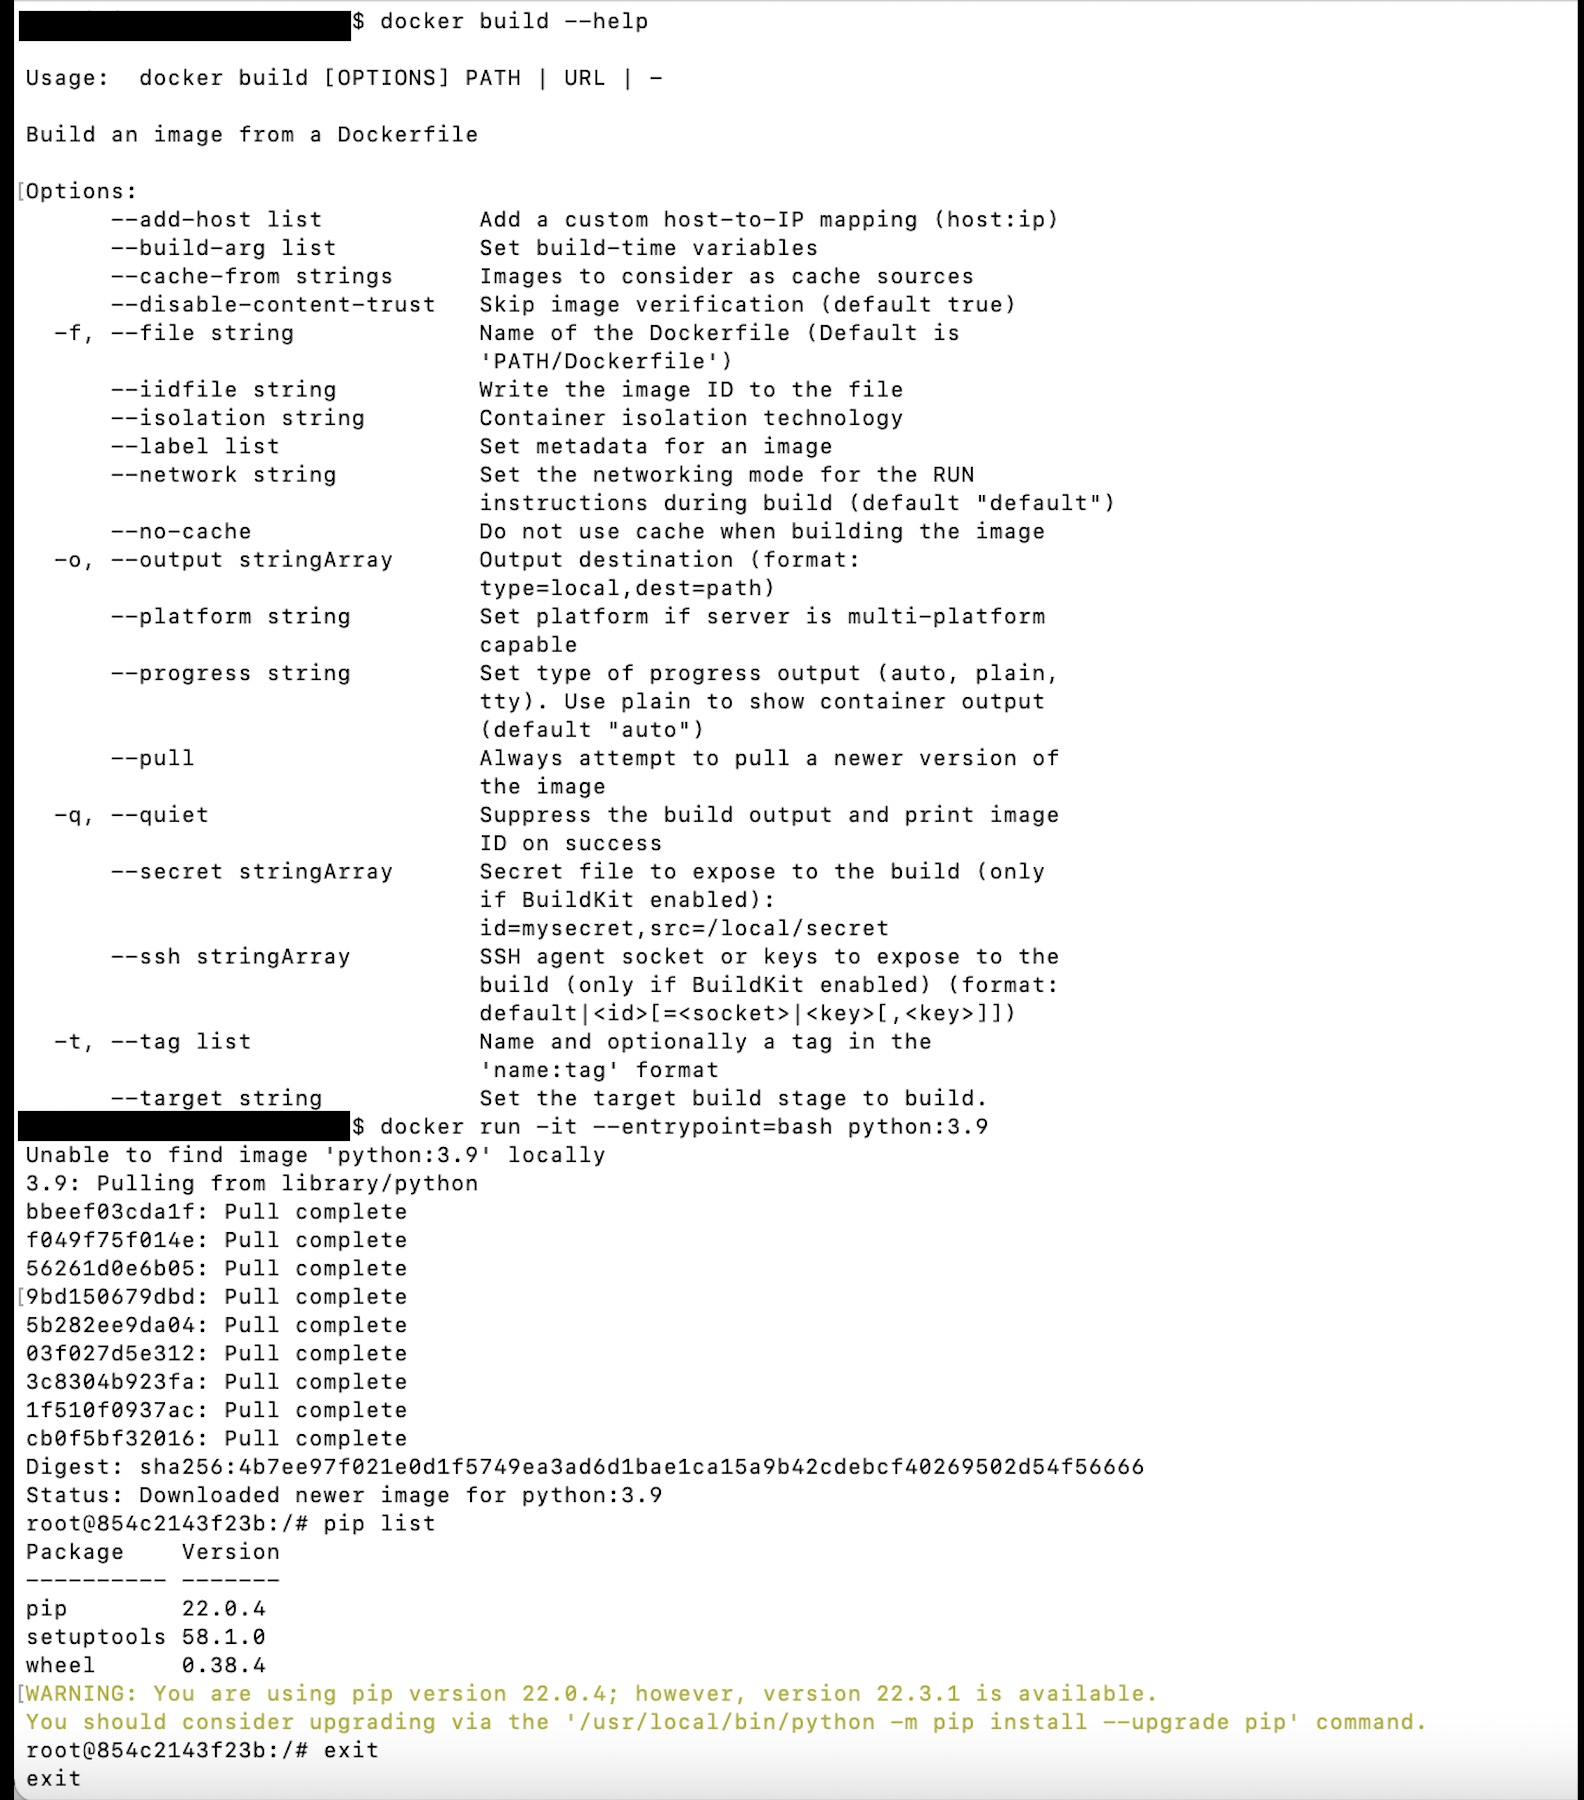 $ docker build --help
Usage:  docker build [OPTIONS] PATH | URL | -
Build an image from a Dockerfile
[Options:
      --add-host list           Add a custom host-to-IP mapping (host:ip)
      --build-arg list          Set build-time variables
      --cache-from strings      Images to consider as cache sources
      --disable-content-trust   Skip image verification (default true)
  -f, --file string             Name of the Dockerfile (Default is
                                'PATH/Dockerfile')
      --iidfile string          Write the image ID to the file
      --isolation string        Container isolation technology
      --label list              Set metadata for an image
      --network string          Set the networking mode for the RUN
                                instructions during build (default "default")
      --no-cache                Do not use cache when building the image
  -o, --output stringArray      Output destination (format:
                                type=local,dest=path)
      --platform string         Set platform if server is multi-platform
                                capable
      --progress string         Set type of progress output (auto, plain,
                                tty). Use plain to show container output
                                (default "auto")
      --pull                    Always attempt to pull a newer version of
                                the image
  -q, --quiet                   Suppress the build output and print image
                                ID on success
      --secret stringArray      Secret file to expose to the build (only
                                if BuildKit enabled):
                                id=mysecret,src=/local/secret
      --ssh stringArray         SSH agent socket or keys to expose to the
                                build (only if BuildKit enabled) (format:
                                default|<id>[=<socket>|<key>[,<key>]])
  -t, --tag list                Name and optionally a tag in the
                                'name:tag' format
      --target string           Set the target build stage to build.
$ docker run -it --entrypoint=bash python:3.9
Unable to find image 'python:3.9' locally
3.9: Pulling from library/python
bbeef03cda1f: Pull complete
f049f75f014e: Pull complete
56261d0e6b05: Pull complete
[9bd150679dbd: Pull complete
5b282ee9da04: Pull complete
03f027d5e312: Pull complete
3c8304b923fa: Pull complete
1f510f0937ac: Pull complete
cb0f5bf32016: Pull complete
Digest: sha256:4b7ee97f021e0d1f5749ea3ad6d1bae1ca15a9b42cdebcf40269502d54f56666
Status: Downloaded newer image for python:3.9
root@854c2143f23b:/# pip list
Package    Version
---------- -------
pip        22.0.4
setuptools 58.1.0
wheel      0.38.4
[WARNING: You are using pip version 22.0.4; however, version 22.3.1 is available.
You should consider upgrading via the '/usr/local/bin/python -m pip install --upgrade pip' command.
root@854c2143f23b:/# exit
exit